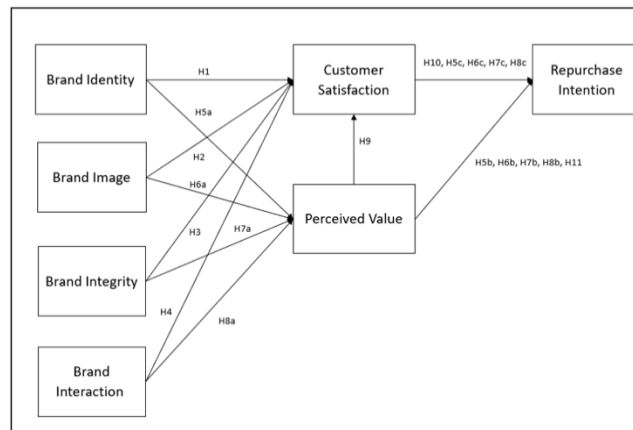 Brand Identity
Brand Image
Brand Integrity
Brand
Interaction
Customer
Satisfaction
Perceived Value
Repurchase
Intention
H1
H5a
H2
H6a
H3
H7a
H4
H8a
H9
H10, H5c, H6c, H7c, H8c
H5b, H6b, H7b, H8b, H11